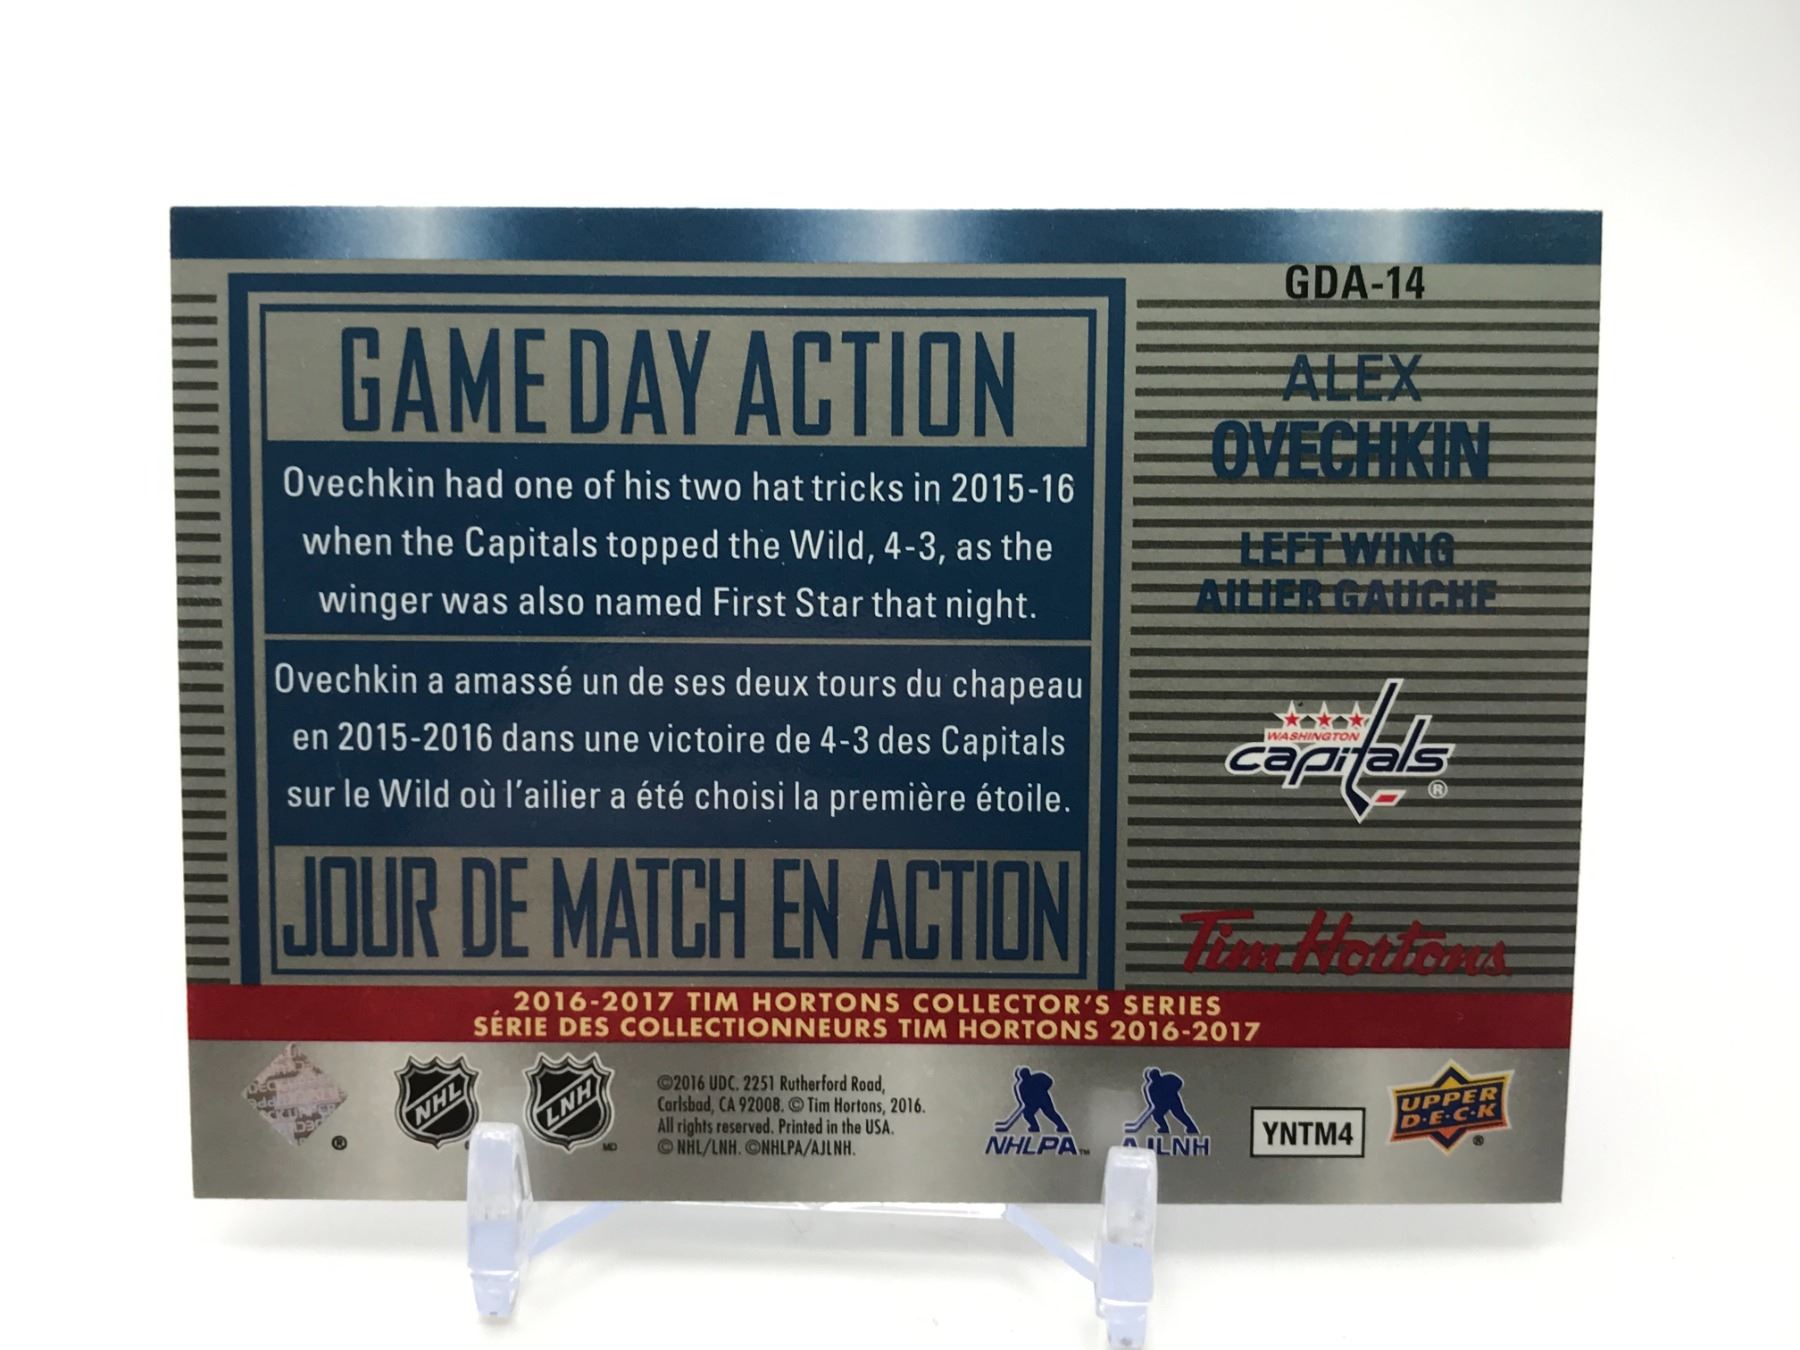 GDA-14
GAME DAY ACTION
Ovechkin had one of his two hat tricks in 2015-16
when the Capitals topped the Wild, 4-3, as the
winger was also named First Star that night.
Ovechkin a amassé un de ses deux tours du chapeau
en 2015-2016 dans une victoire de 4-3 des Capitals
sur le Wild où l'ailier a été choisi la première étoile.
JOUR DE MATCH EN ACTION
ALEX
OVECHKIN
LEFT WING
AILIER GAUCHE
WASHINGTON
capitals
®
Tim Hortons
2016-2017 TIM HORTONS COLLECTOR'S SERIES
SÉRIE DES COLLECTIONNEURS TIM HORTONS 2016-2017
®
NHL
LNH
MD
©2016 UDC. 2251 Rutherford Road,
Carlsbad, CA 92008. © Tim Hortons, 2016.
All rights reserved. Printed in the USA.
© NHL/LNH. ©NHLPA/AJLNH.
NHLPA™
AJLNH
YNTM4
UPPER
D·E·C·K
®